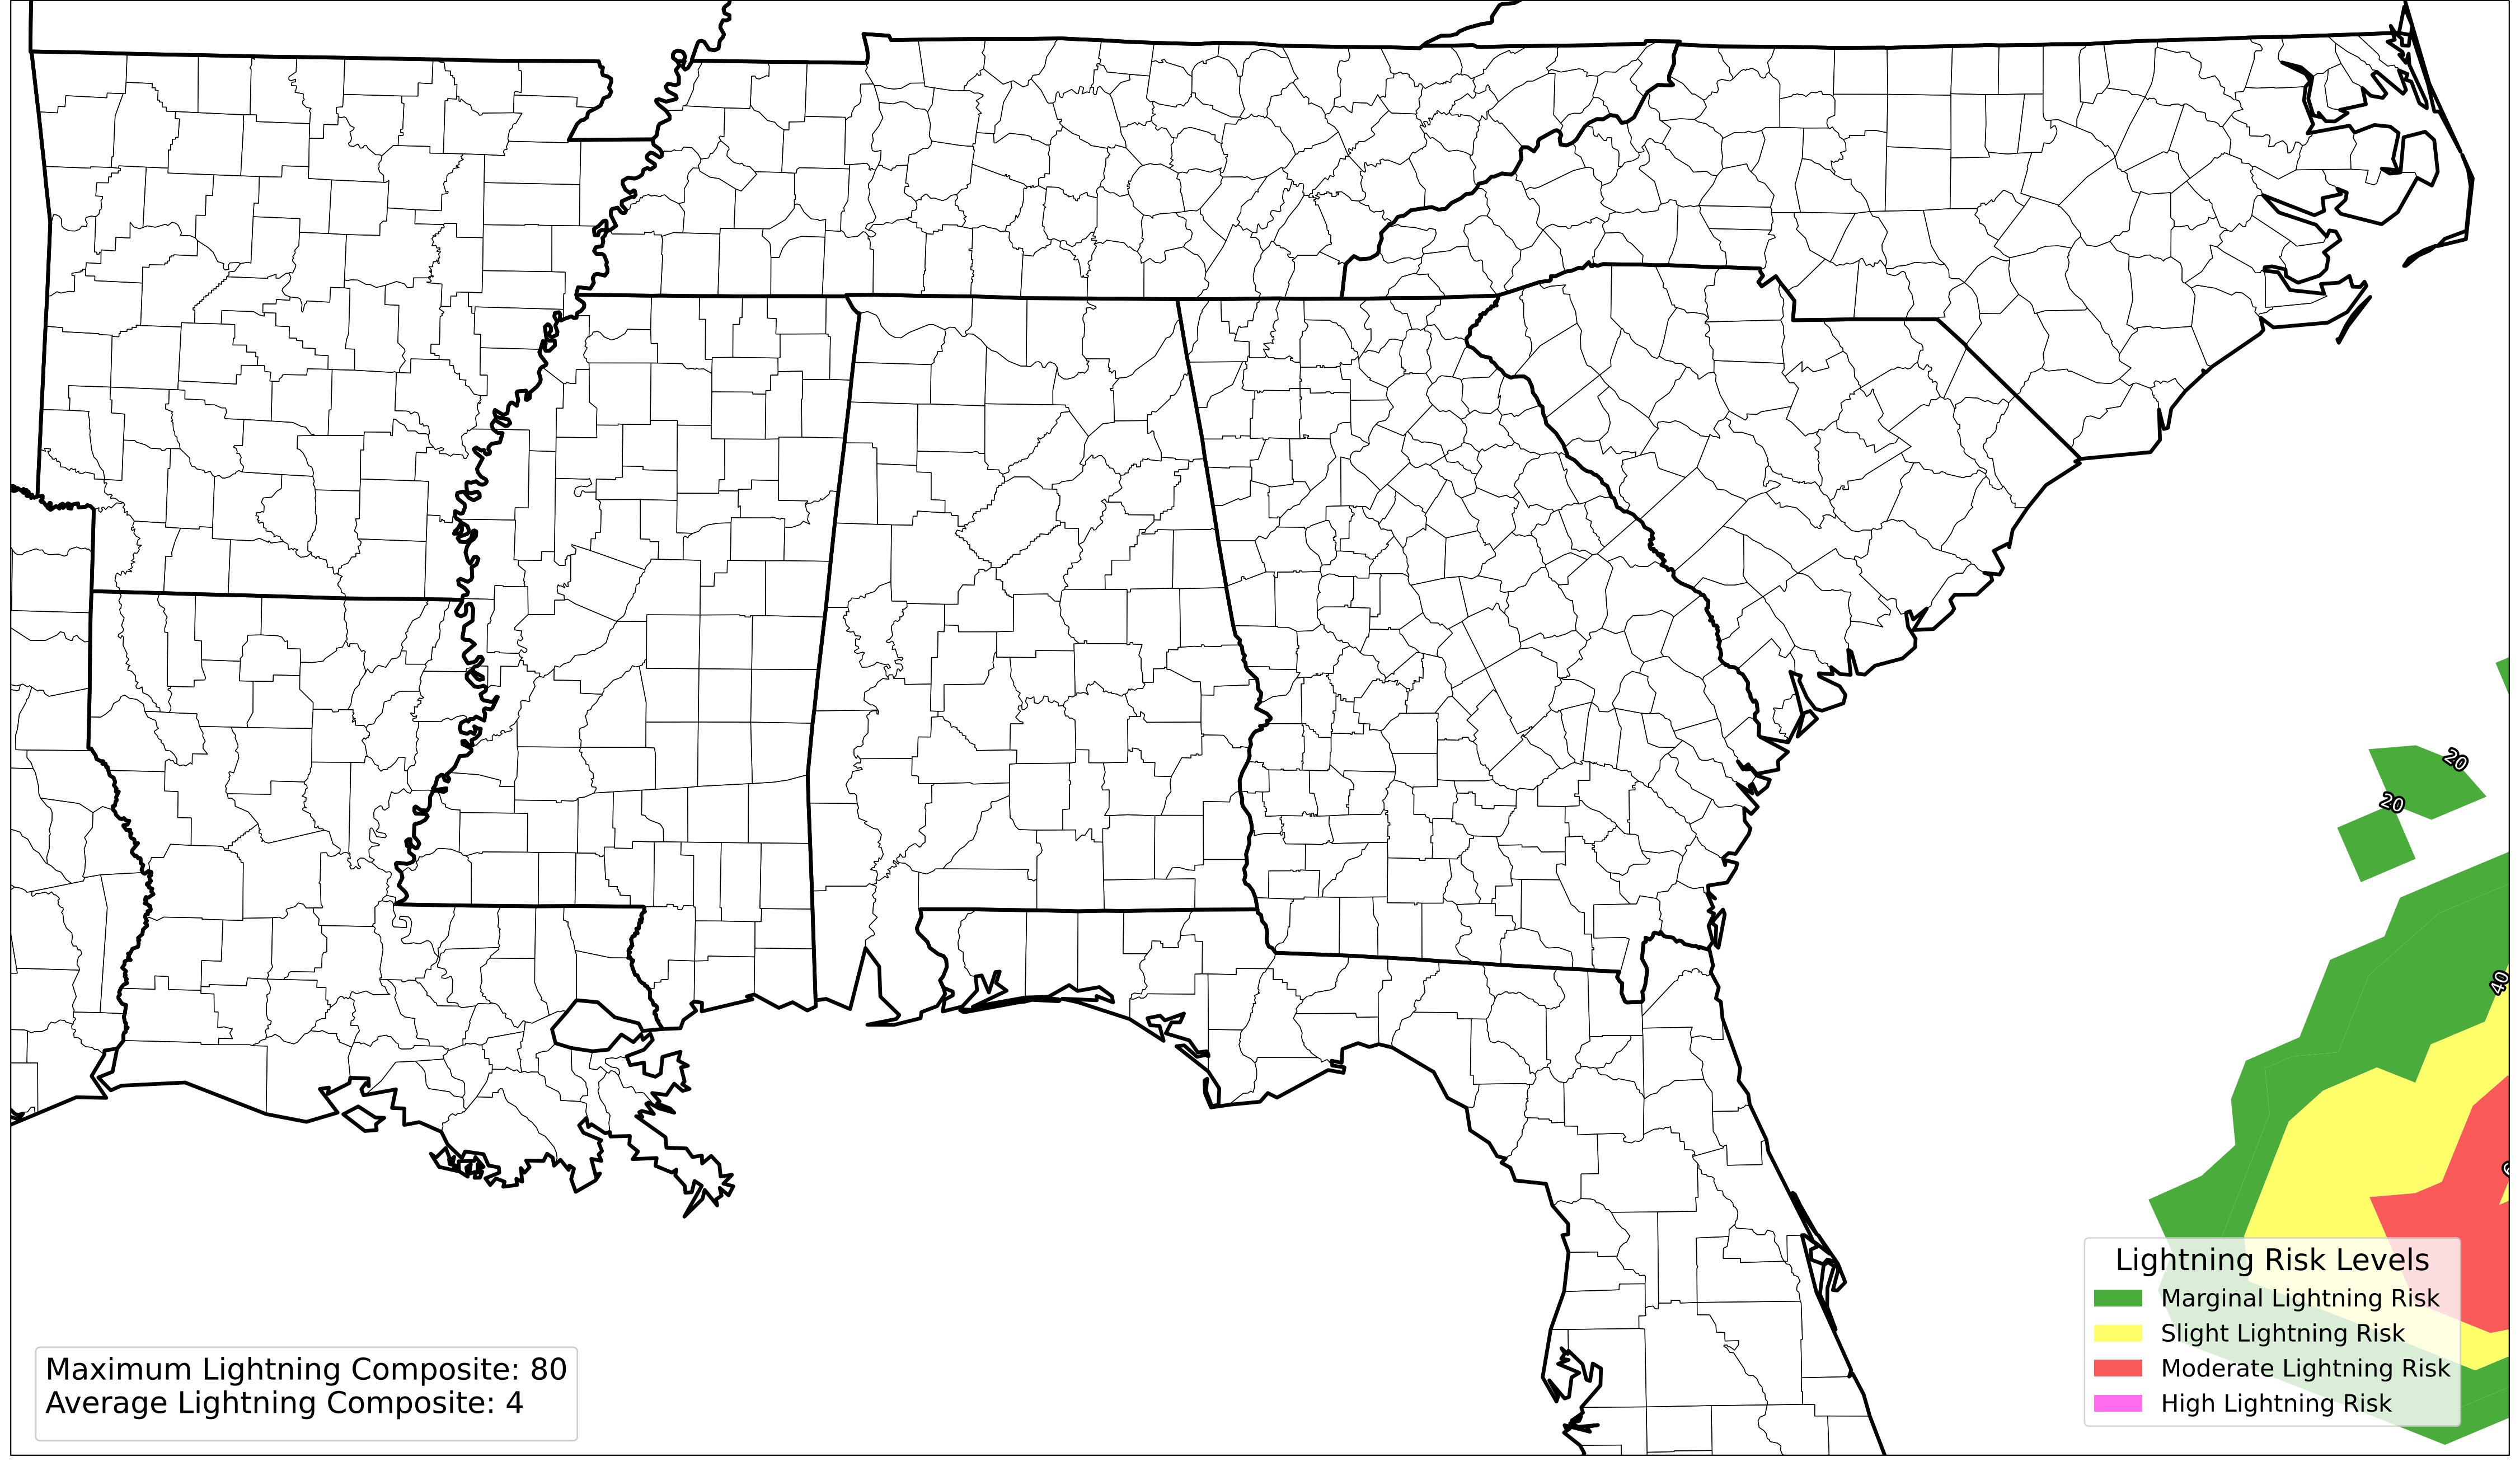 20
20
40
Lightning Risk Levels
Marginal Lightning Risk
Slight Lightning Risk
Moderate Lightning Risk
High Lightning Risk
Maximum Lightning Composite: 80
Average Lightning Composite: 4